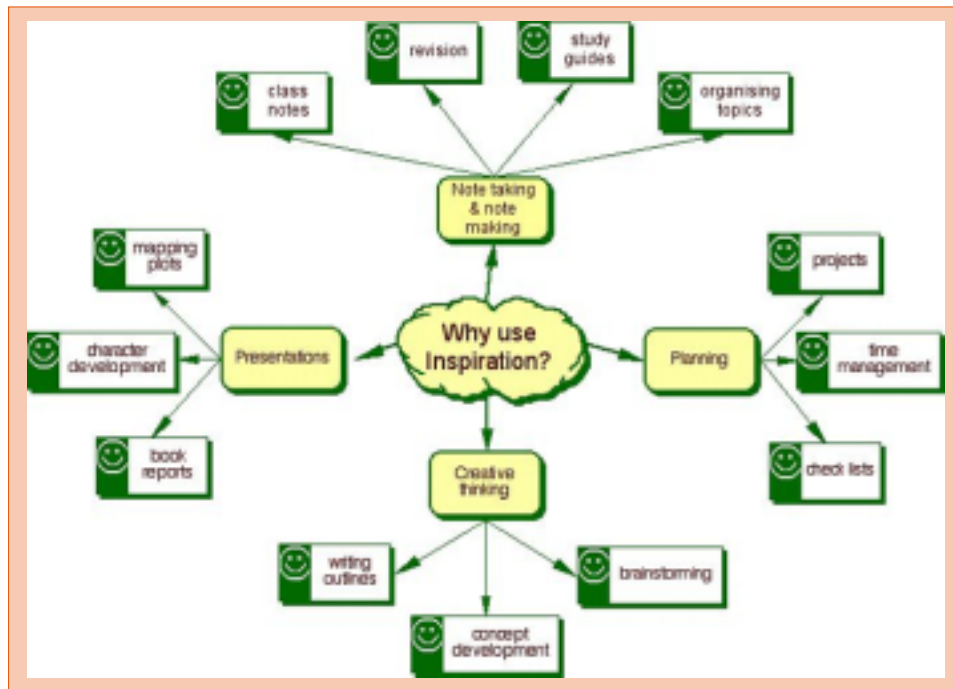 revision
study
guides
class
notes
organising
topics
Note taking
& note
making
mapping
plots
projects
Why use
Inspiration?
character
development
Presentations
Planning
time
management
book
reports
Creative
thinking
check lists
writing
outlines
brainstorming
concept
development